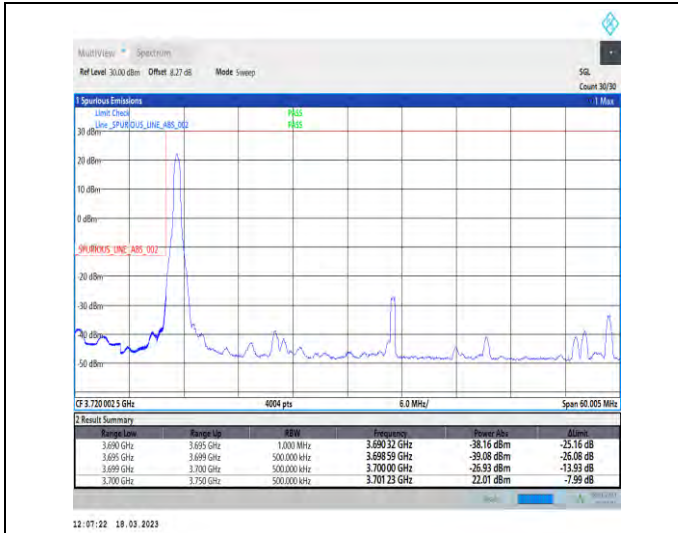 MultiView Spectrum
Ref Level 30.00 dBm Offset 8.27 dB Mode Sweep SGL
Count 30/30
1 Spurious Emissions 1 Max
Limit Check PASS
Line _SPURIOUS_LINE_ABS_002 PASS
30 dBm
20 dBm
10 dBm
0 dBm
_SPURIOUS_LINE_ABS_002
-20 dBm
-30 dBm
-40 dBm
-50 dBm
CF 3.720 002 5 GHz 4004 pts 6.0 MHz/ Span 60.005 MHz
2 Result Summary
Range Low Range Up RBW Frequency Power Abs ΔLimit
3.690 GHz 3.695 GHz 1.000 MHz 3.690 32 GHz -38.16 dBm -25.16 dB
3.695 GHz 3.699 GHz 500.000 kHz 3.698 59 GHz -39.08 dBm -26.08 dB
3.699 GHz 3.700 GHz 500.000 kHz 3.700 00 GHz -26.93 dBm -13.93 dB
3.700 GHz 3.750 GHz 500.000 kHz 3.701 23 GHz 22.01 dBm -7.99 dB
12:07:22 18.03.2023